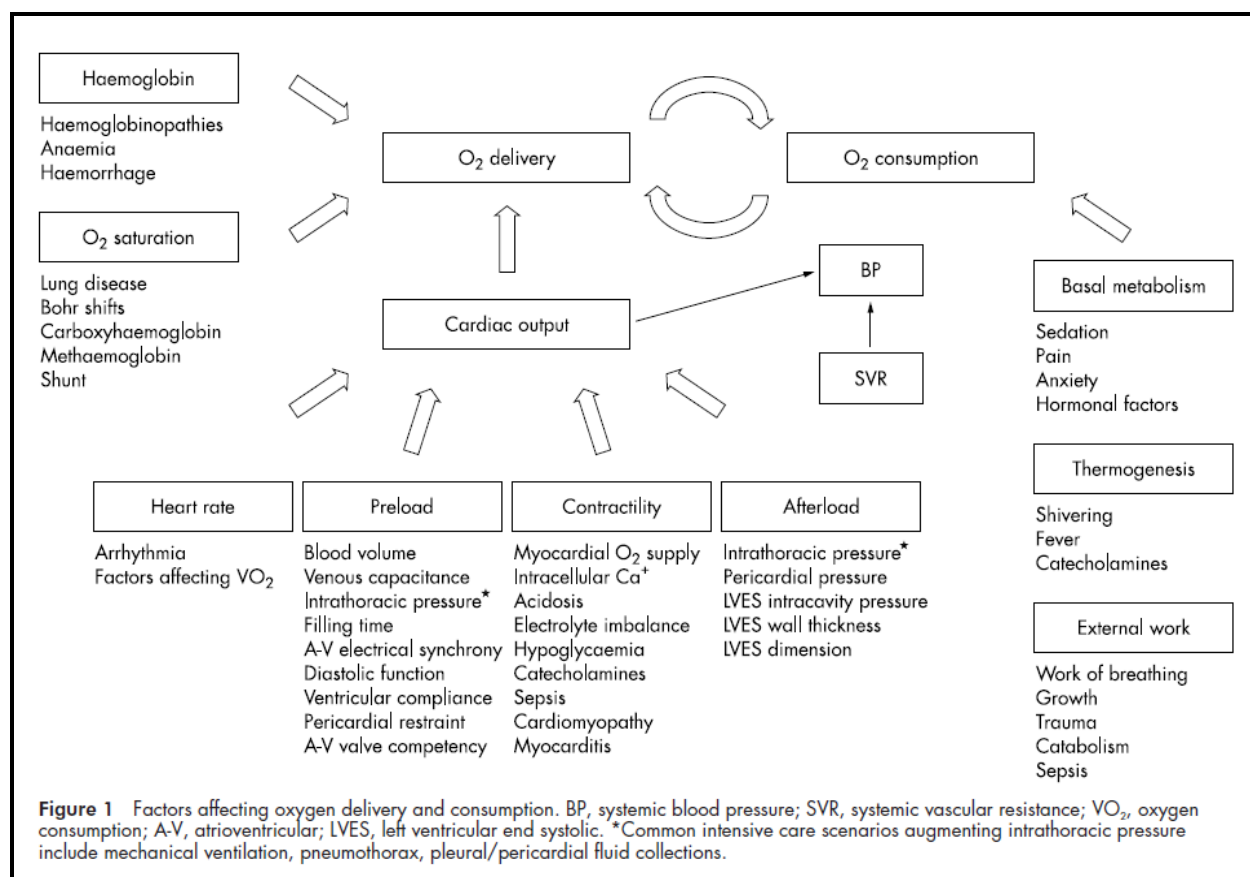 Haemoglobin
Haemoglobinopathies
Anaemia
Haemorrhage
O₂ saturation
Lung disease
Bohr shifts
Carboxyhaemoglobin
Methaemoglobin
Shunt
O₂ delivery
O₂ consumption
Cardiac output
BP
SVR
Basal metabolism
Sedation
Pain
Anxiety
Hormonal factors
Thermogenesis
Shivering
Fever
Catecholamines
External work
Work of breathing
Growth
Trauma
Catabolism
Sepsis
Heart rate
Arrhythmia
Factors affecting VO₂
Preload
Blood volume
Venous capacitance
Intrathoracic pressure*
Filling time
A-V electrical synchrony
Diastolic function
Ventricular compliance
Pericardial restraint
A-V valve competency
Contractility
Myocardial O₂ supply
Intracellular Ca⁺
Acidosis
Electrolyte imbalance
Hypoglycaemia
Catecholamines
Sepsis
Cardiomyopathy
Myocarditis
Afterload
Intrathoracic pressure*
Pericardial pressure
LVES intracavity pressure
LVES wall thickness
LVES dimension
Figure 1 Factors affecting oxygen delivery and consumption. BP, systemic blood pressure; SVR, systemic vascular resistance; VO₂, oxygen
consumption; A-V, atrioventricular; LVES, left ventricular end systolic. *Common intensive care scenarios augmenting intrathoracic pressure
include mechanical ventilation, pneumothorax, pleural/pericardial fluid collections.